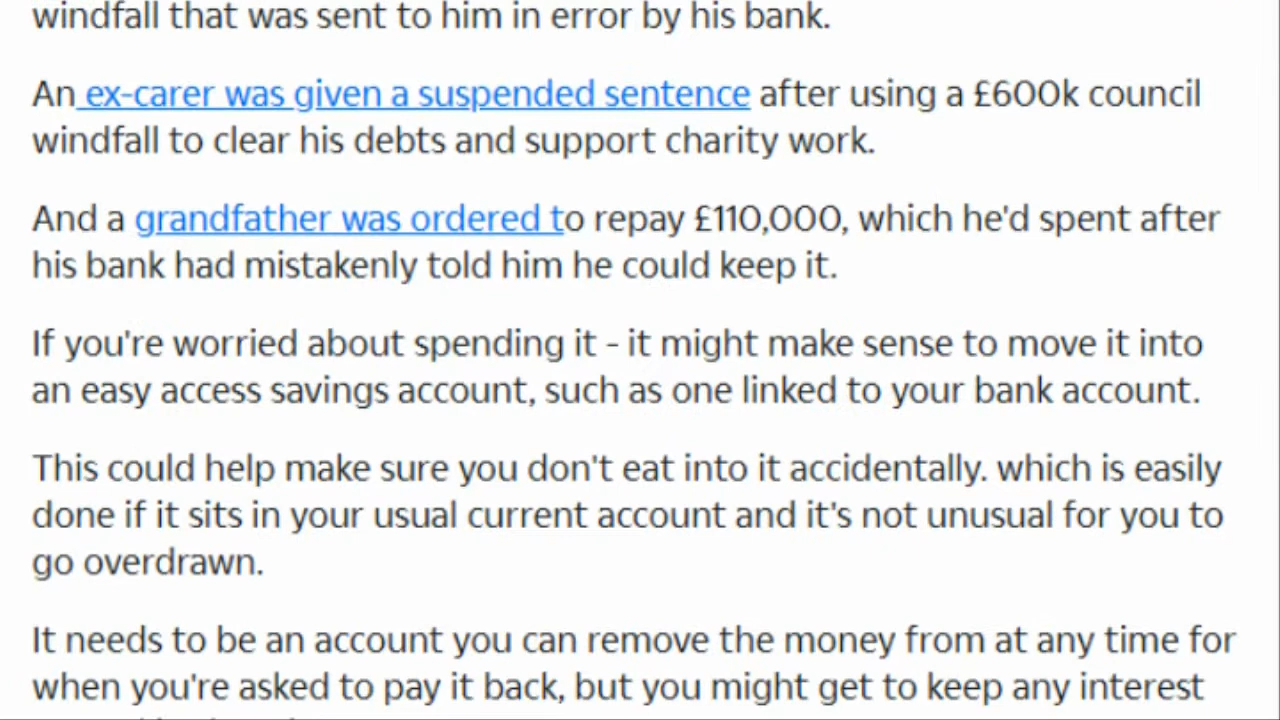 windfall that was sent to him in error by his bank.
An ex-carer was given a suspended sentence after using a £600k council
windfall to clear his debts and support charity work.
And a grandfather was ordered to repay £110,000, which he'd spent after
his bank had mistakenly told him he could keep it.
If you're worried about spending it - it might make sense to move it into
an easy access savings account, such as one linked to your bank account.
This could help make sure you don't eat into it accidentally. which is easily
done if it sits in your usual current account and it's not unusual for you to
go overdrawn.
It needs to be an account you can remove the money from at any time for
when you're asked to pay it back, but you might get to keep any interest